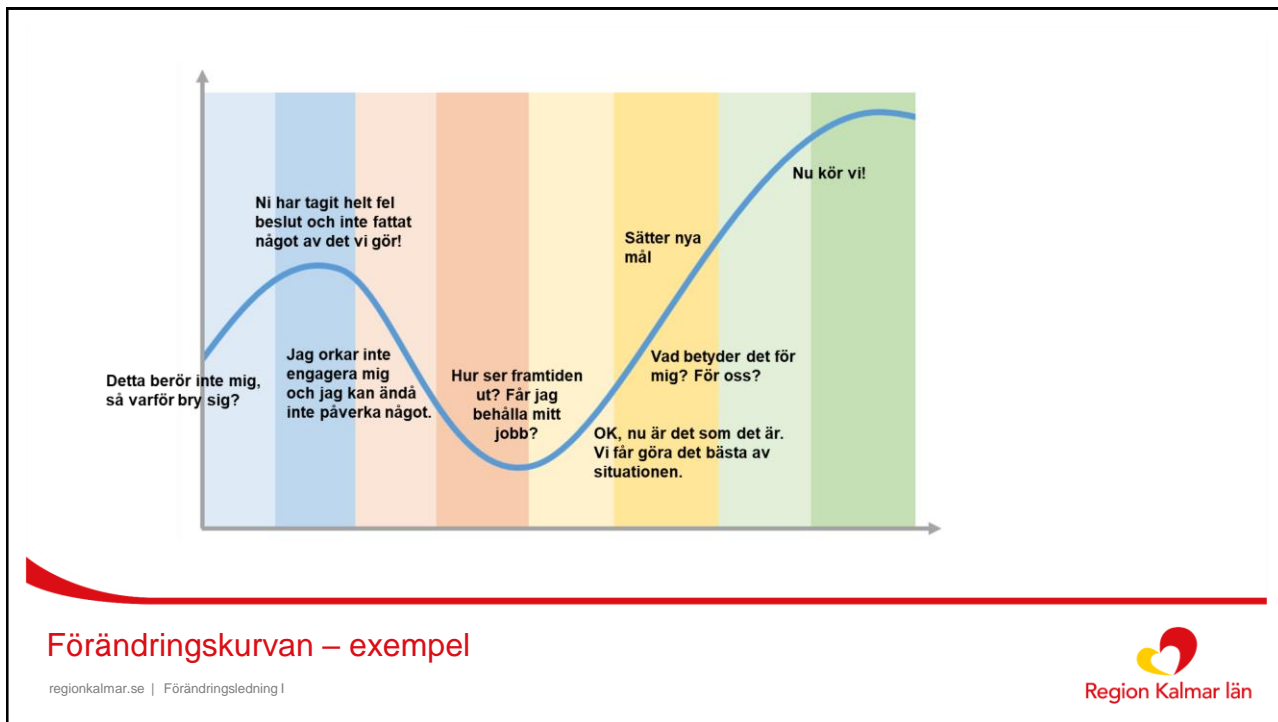 Nu kör vi!
Ni har tagit helt fel
beslut och inte fattat
något av det vi gör!
Sätter nya
mål
Detta berör inte mig,
så varför bry sig?
Jag orkar inte
engagera mig
och jag kan ändå
inte påverka något.
Hur ser framtiden
ut? Får jag
behålla mitt
jobb?
Vad betyder det för
mig? För oss?
OK, nu är det som det är.
Vi får göra det bästa av
situationen.
Förändringskurvan – exempel
regionkalmar.se | Förändringsledning I
Region Kalmar län